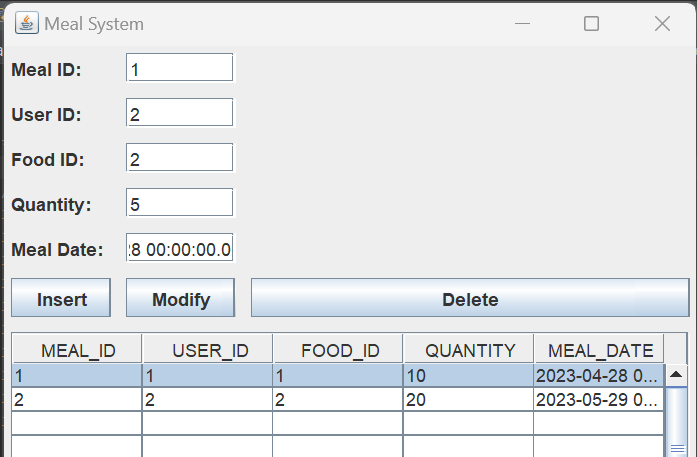 Meal System
Meal ID: 1
User ID: 2
Food ID: 2
Quantity: 5
Meal Date: 00:00:00.0
Insert Modify Delete
MEAL_ID USER_ID FOOD_ID QUANTITY MEAL_DATE
1 1 1 10 2023-04-28 0...
2 2 2 20 2023-05-29 0...